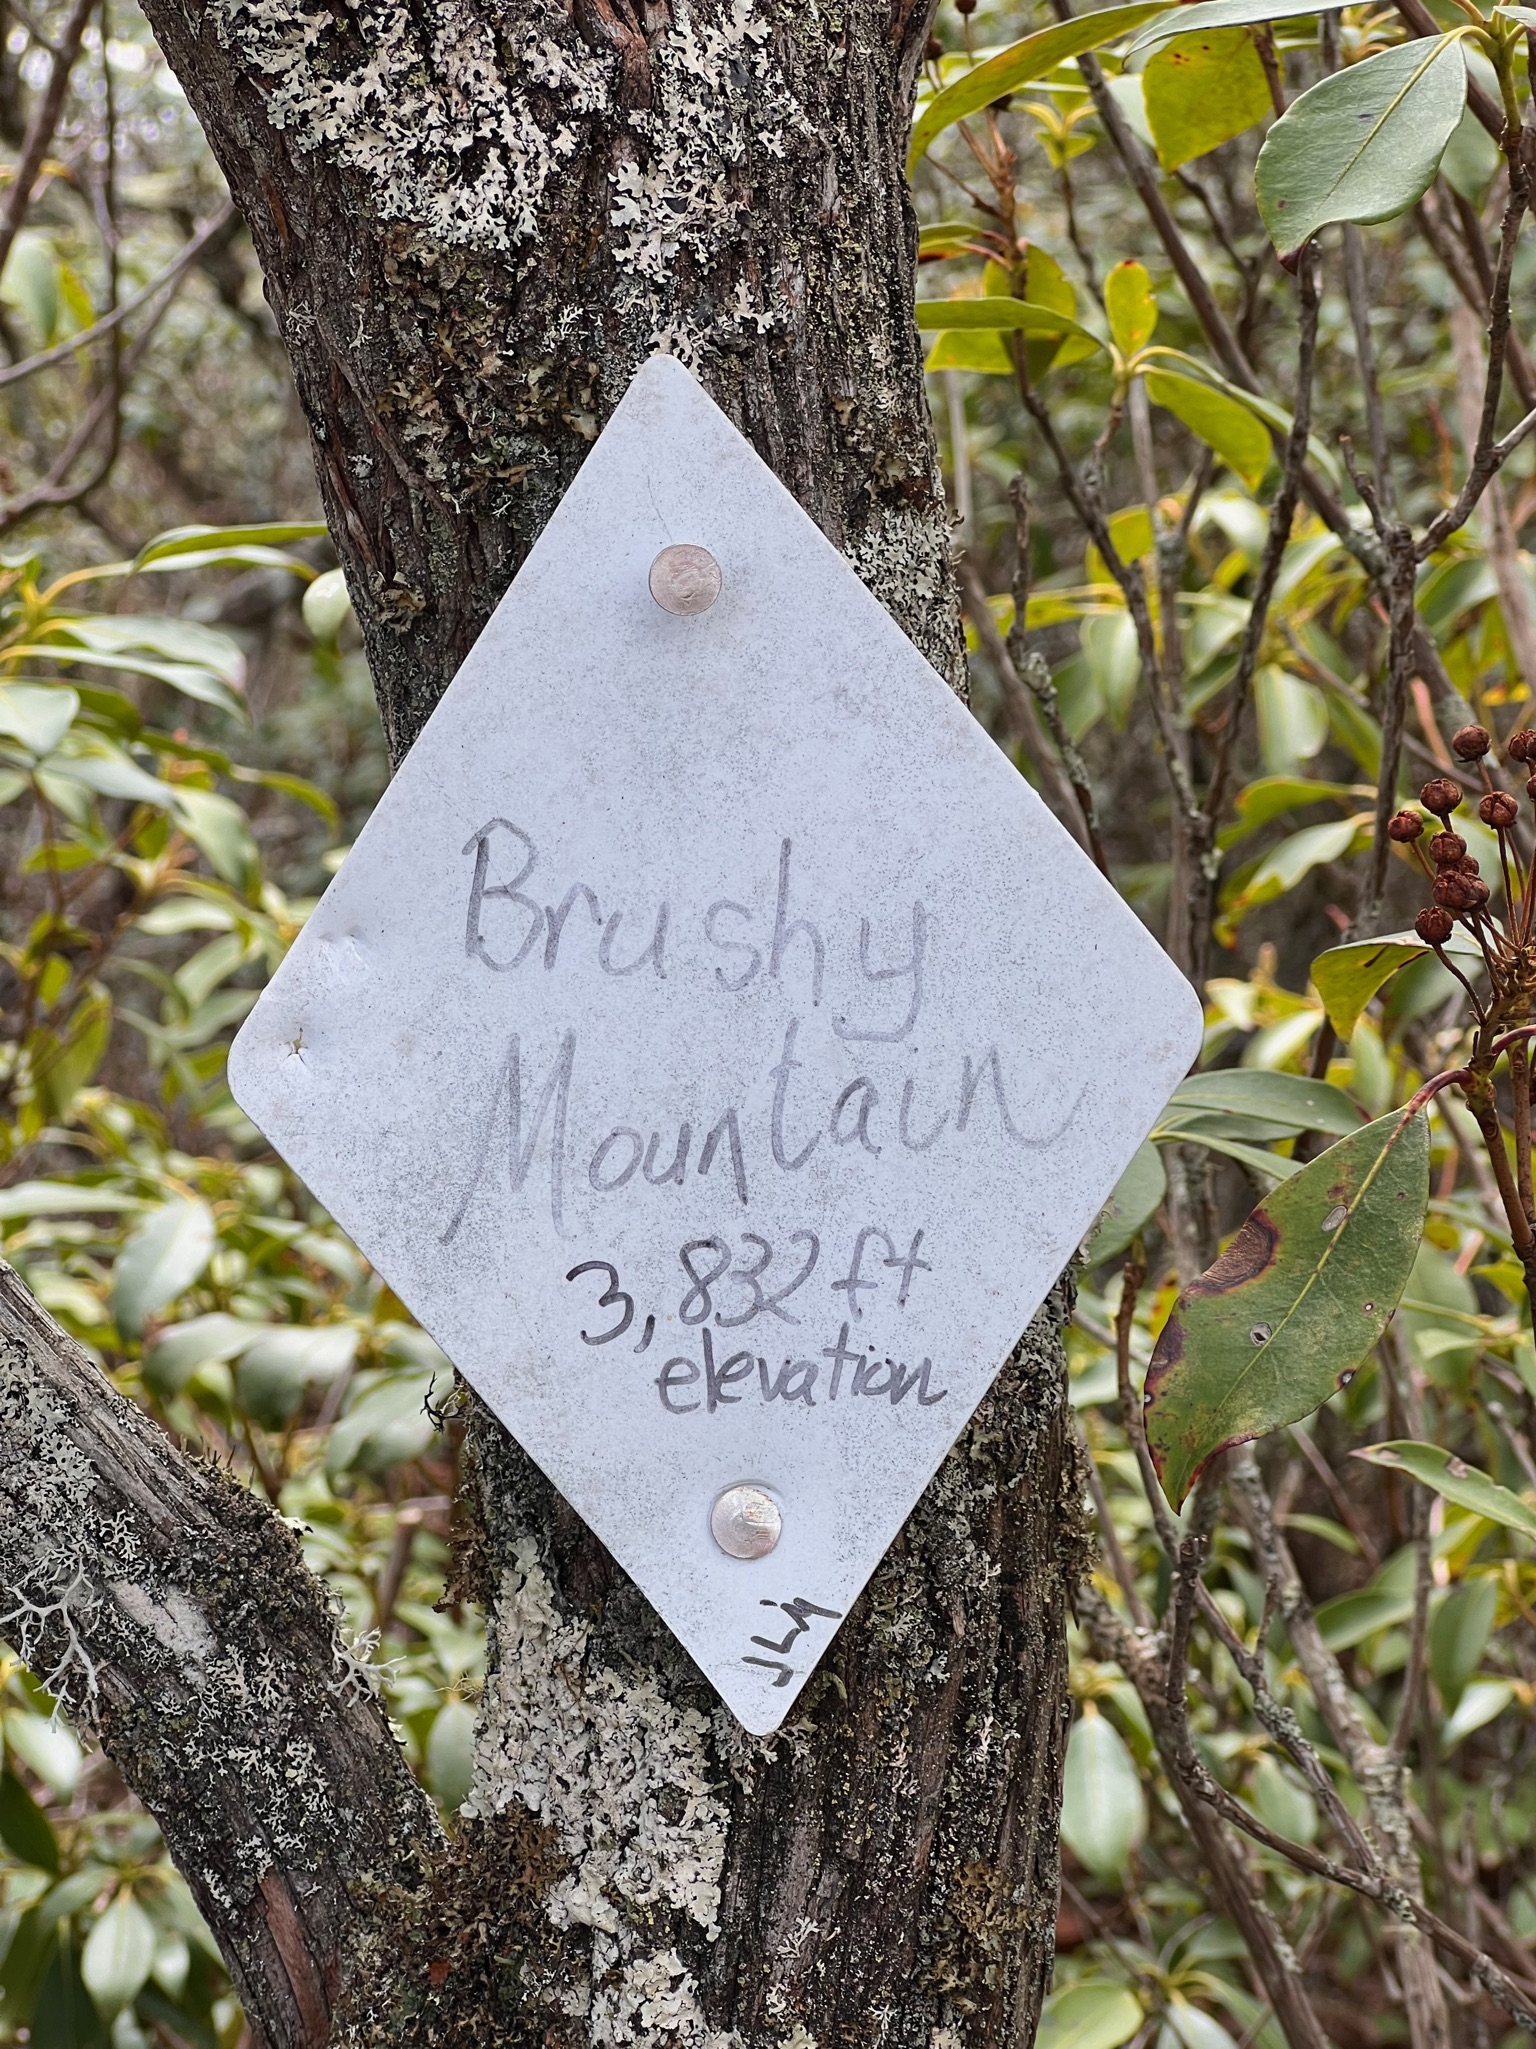 Brushy
Mountain
3,832 ft
elevation